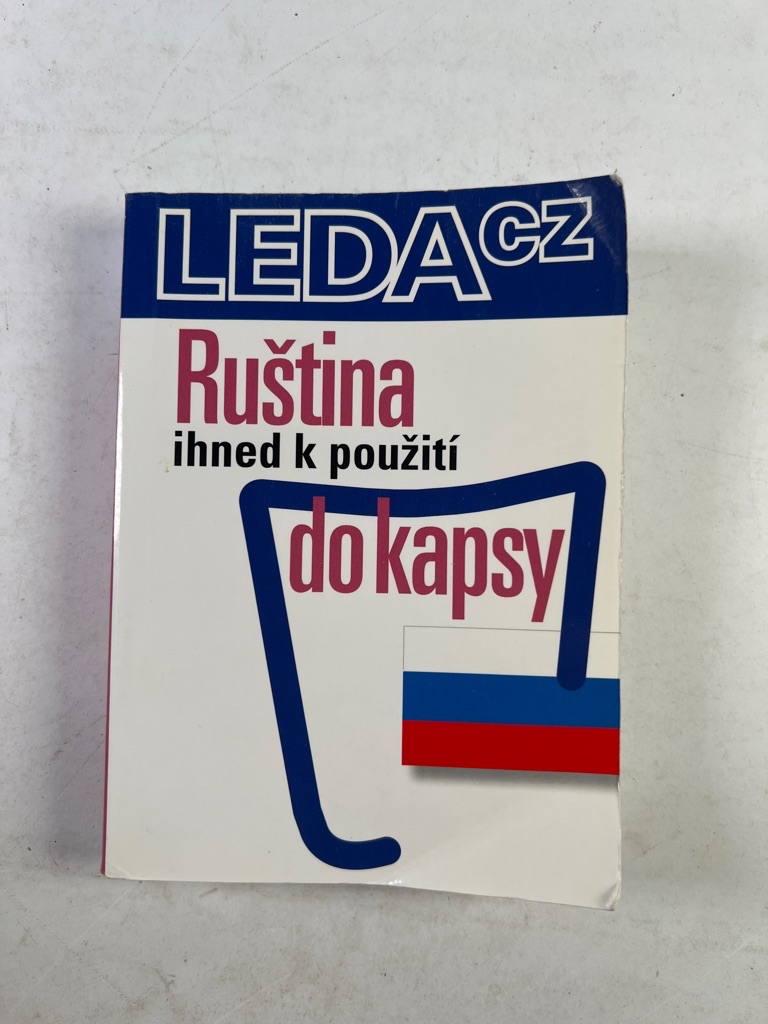 LEDA CZ
Ruština
ihned k použití
do kapsy